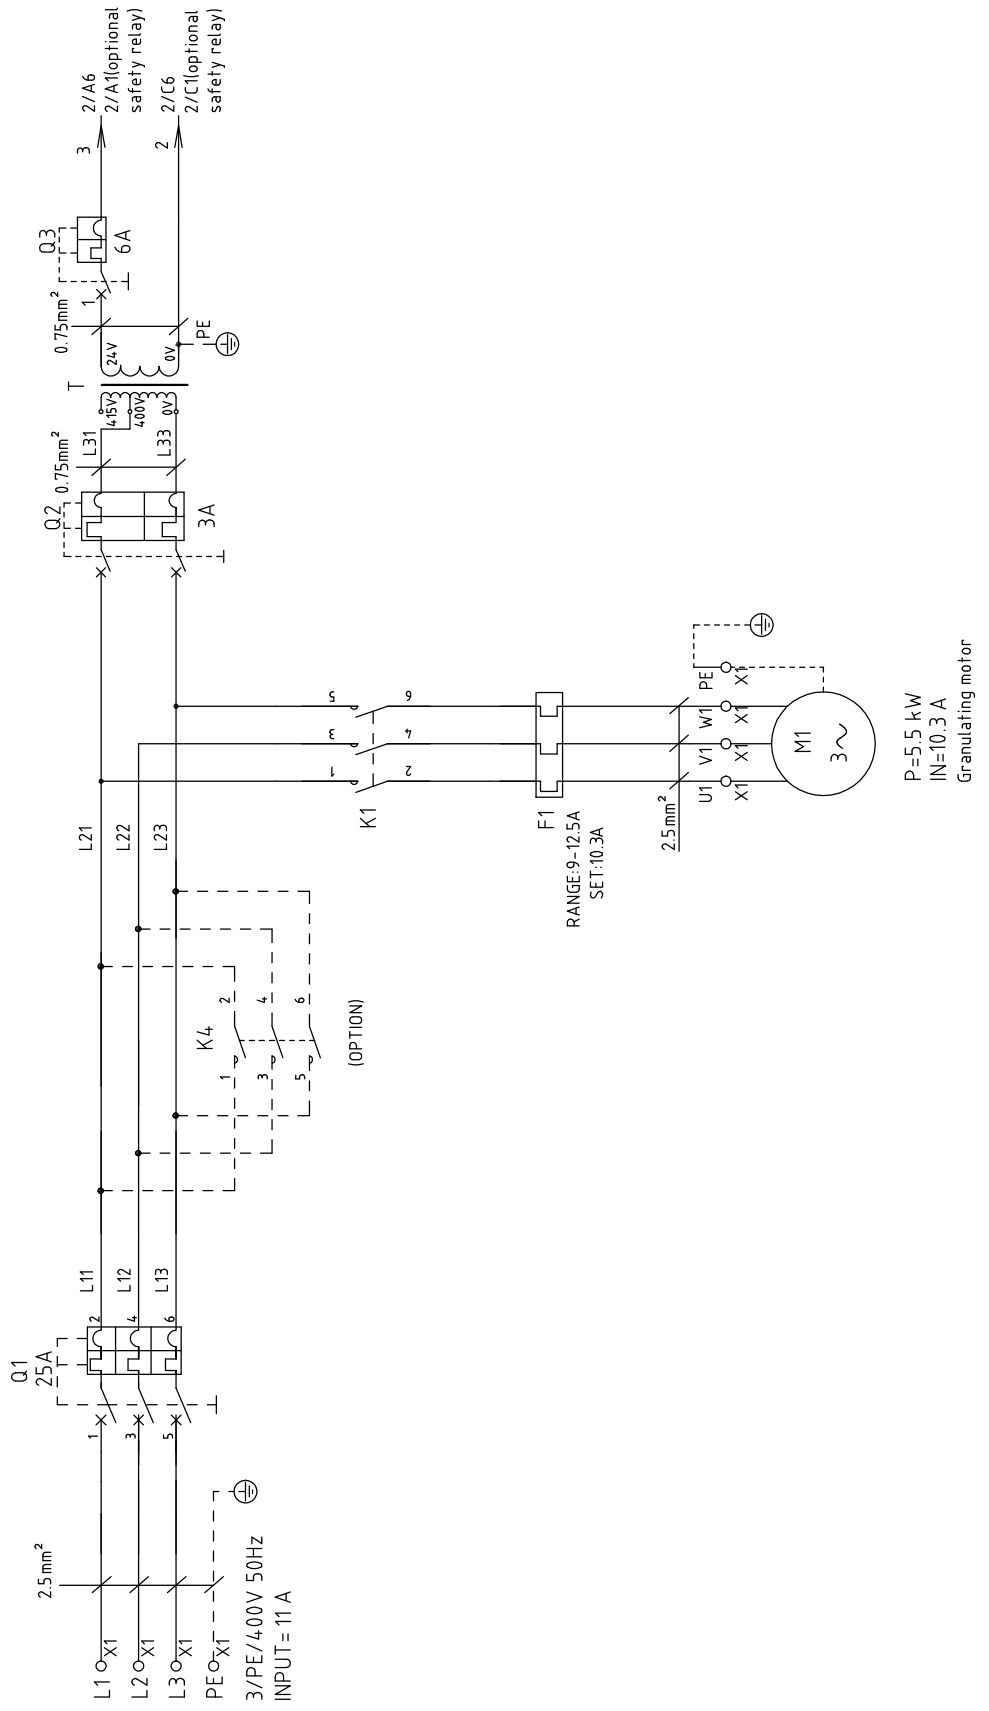 L1
X1
L2
X1
L3
X1
PE
X1
3/PE/400V 50Hz
INPUT= 11 A
2.5mm²
Q1
25A
1
2
3
4
5
6
L11
L12
L13
K4
1
2
3
4
5
6
(OPTION)
L21
L22
L23
K1
1
2
3
4
5
6
F1
RANGE:9-12.5A
SET:10.3A
2.5mm²
U1
X1
V1
X1
W1
X1
PE
X1
M1
3~
P=5.5 kW
IN=10.3 A
Granulating motor
Q2
3A
0.75mm²
L31
L33
T
415V
400V
0V
24V
0V
0.75mm²
PE
1
Q3
6A
3
2
2/A6
2/A1(optional
safety relay)
2/C6
2/C1(optional
safety relay)